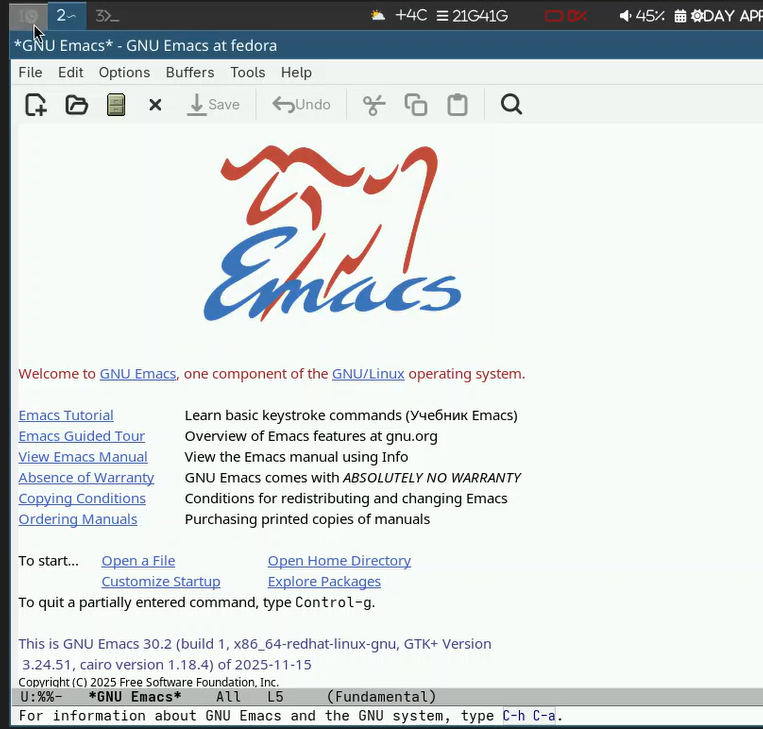 2 3 +4C 21G41G 0% 45% DAY APR
*GNU Emacs* - GNU Emacs at fedora
File Edit Options Buffers Tools Help
Save Undo
Emacs
Welcome to GNU Emacs, one component of the GNU/Linux operating system.
Emacs Tutorial Learn basic keystroke commands (Учебник Emacs)
Emacs Guided Tour Overview of Emacs features at gnu.org
View Emacs Manual View the Emacs manual using Info
Absence of Warranty GNU Emacs comes with ABSOLUTELY NO WARRANTY
Copying Conditions Conditions for redistributing and changing Emacs
Ordering Manuals Purchasing printed copies of manuals
To start... Open a File Open Home Directory
Customize Startup Explore Packages
To quit a partially entered command, type Control-g.
This is GNU Emacs 30.2 (build 1, x86_64-redhat-linux-gnu, GTK+ Version
3.24.51, cairo version 1.18.4) of 2025-11-15
Copyright (C) 2025 Free Software Foundation, Inc.
U:%%- *GNU Emacs* All L5 (Fundamental)
For information about GNU Emacs and the GNU system, type C-h C-a.